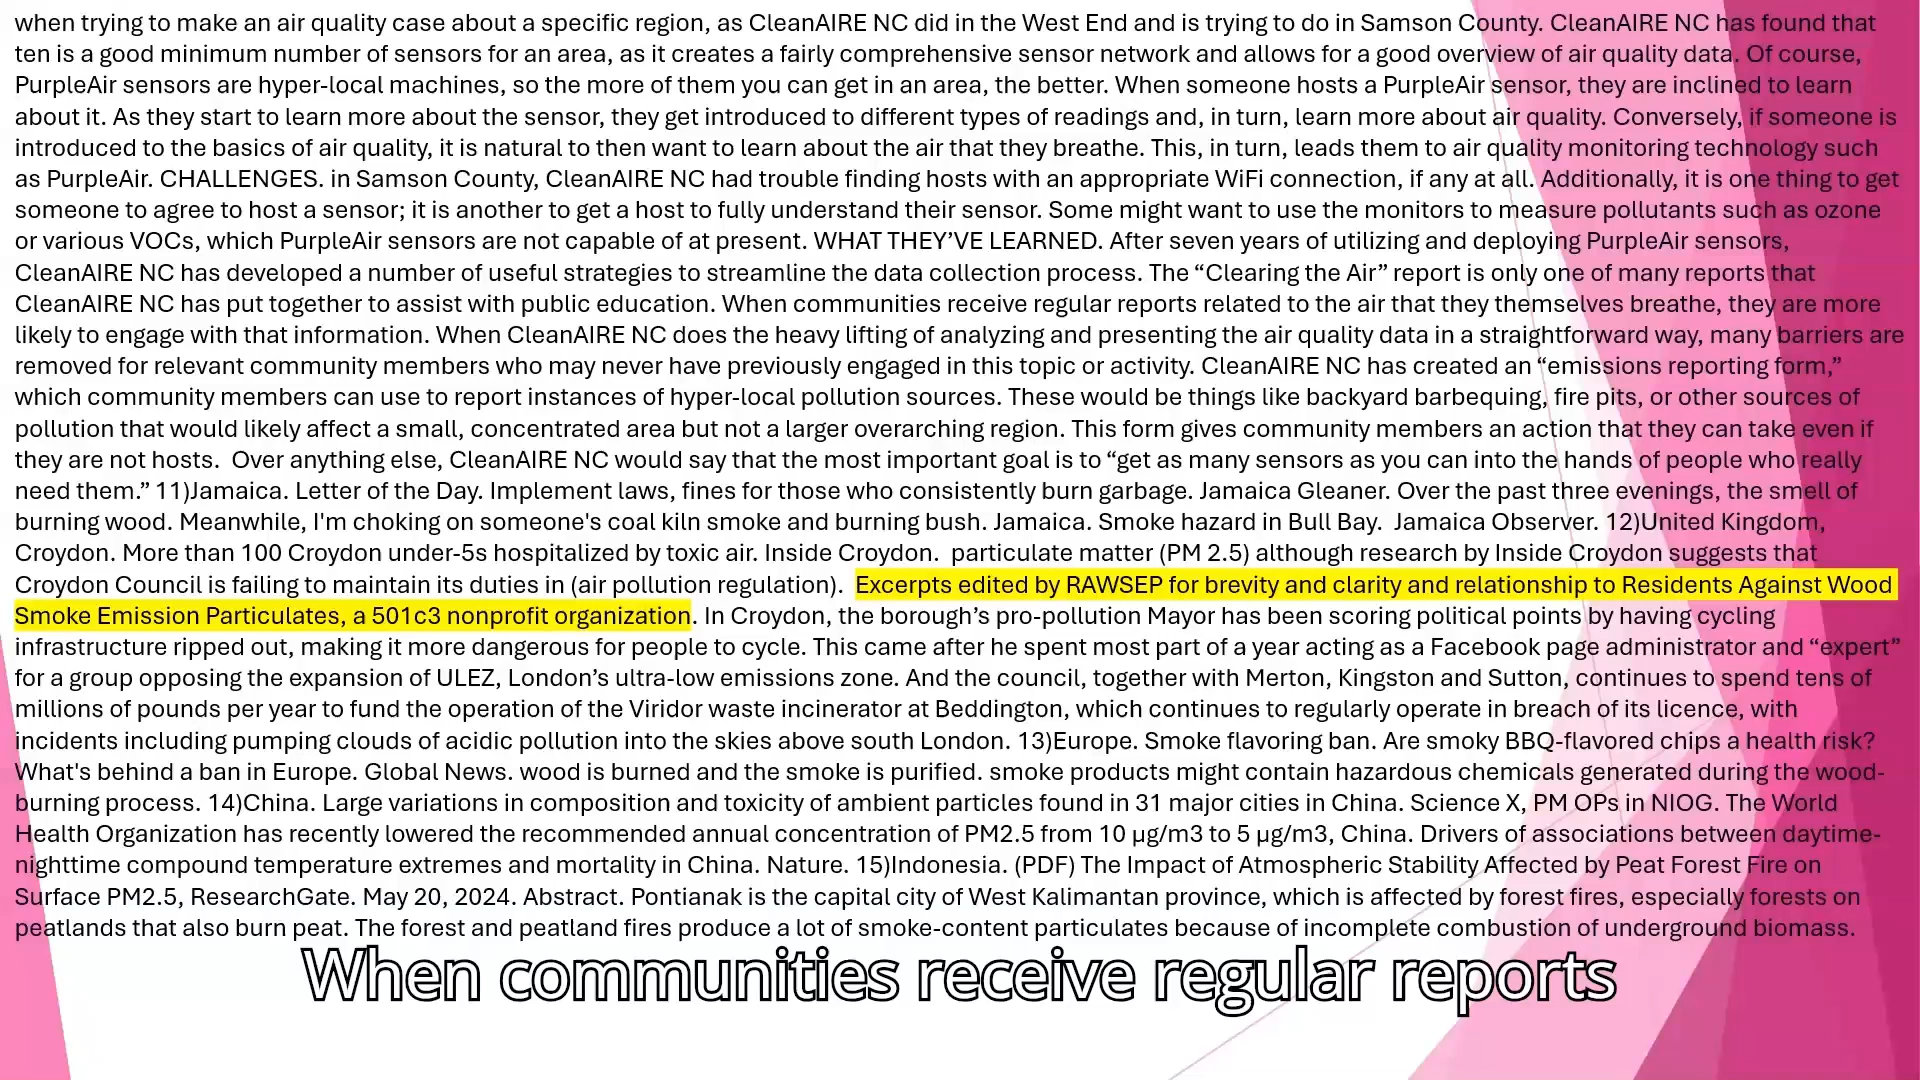 when trying to make an air quality case about a specific region, as CleanAIRE NC did in the West End and is trying to do in Samson County. CleanAIRE NC has found that
ten is a good minimum number of sensors for an area, as it creates a fairly comprehensive sensor network and allows for a good overview of air quality data. Of course,
PurpleAir sensors are hyper-local machines, so the more of them you can get in an area, the better. When someone hosts a PurpleAir sensor, they are inclined to learn
about it. As they start to learn more about the sensor, they get introduced to different types of readings and, in turn, learn more about air quality. Conversely, if someone is
introduced to the basics of air quality, it is natural to then want to learn about the air that they breathe. This, in turn, leads them to air quality monitoring technology such
as PurpleAir. CHALLENGES. in Samson County, CleanAIRE NC had trouble finding hosts with an appropriate WiFi connection, if any at all. Additionally, it is one thing to get
someone to agree to host a sensor; it is another to get a host to fully understand their sensor. Some might want to use the monitors to measure pollutants such as ozone
or various VOCs, which PurpleAir sensors are not capable of at present. WHAT THEY’VE LEARNED. After seven years of utilizing and deploying PurpleAir sensors,
CleanAIRE NC has developed a number of useful strategies to streamline the data collection process. The “Clearing the Air” report is only one of many reports that
CleanAIRE NC has put together to assist with public education. When communities receive regular reports related to the air that they themselves breathe, they are more
likely to engage with that information. When CleanAIRE NC does the heavy lifting of analyzing and presenting the air quality data in a straightforward way, many barriers are
removed for relevant community members who may never have previously engaged in this topic or activity. CleanAIRE NC has created an “emissions reporting form,”
which community members can use to report instances of hyper-local pollution sources. These would be things like backyard barbequing, fire pits, or other sources of
pollution that would likely affect a small, concentrated area but not a larger overarching region. This form gives community members an action that they can take even if
they are not hosts.  Over anything else, CleanAIRE NC would say that the most important goal is to “get as many sensors as you can into the hands of people who really
need them.” 11)Jamaica. Letter of the Day. Implement laws, fines for those who consistently burn garbage. Jamaica Gleaner. Over the past three evenings, the smell of
burning wood. Meanwhile, I'm choking on someone's coal kiln smoke and burning bush. Jamaica. Smoke hazard in Bull Bay.  Jamaica Observer. 12)United Kingdom,
Croydon. More than 100 Croydon under-5s hospitalized by toxic air. Inside Croydon.  particulate matter (PM 2.5) although research by Inside Croydon suggests that
Croydon Council is failing to maintain its duties in (air pollution regulation).  Excerpts edited by RAWSEP for brevity and clarity and relationship to Residents Against Wood
Smoke Emission Particulates, a 501c3 nonprofit organization. In Croydon, the borough’s pro-pollution Mayor has been scoring political points by having cycling
infrastructure ripped out, making it more dangerous for people to cycle. This came after he spent most part of a year acting as a Facebook page administrator and “expert”
for a group opposing the expansion of ULEZ, London’s ultra-low emissions zone. And the council, together with Merton, Kingston and Sutton, continues to spend tens of
millions of pounds per year to fund the operation of the Viridor waste incinerator at Beddington, which continues to regularly operate in breach of its licence, with
incidents including pumping clouds of acidic pollution into the skies above south London. 13)Europe. Smoke flavoring ban. Are smoky BBQ-flavored chips a health risk?
What's behind a ban in Europe. Global News. wood is burned and the smoke is purified. smoke products might contain hazardous chemicals generated during the wood-
burning process. 14)China. Large variations in composition and toxicity of ambient particles found in 31 major cities in China. Science X, PM OPs in NIOG. The World
Health Organization has recently lowered the recommended annual concentration of PM2.5 from 10 μg/m3 to 5 μg/m3, China. Drivers of associations between daytime-
nighttime compound temperature extremes and mortality in China. Nature. 15)Indonesia. (PDF) The Impact of Atmospheric Stability Affected by Peat Forest Fire on
Surface PM2.5, ResearchGate. May 20, 2024. Abstract. Pontianak is the capital city of West Kalimantan province, which is affected by forest fires, especially forests on
peatlands that also burn peat. The forest and peatland fires produce a lot of smoke-content particulates because of incomplete combustion of underground biomass.
When communities receive regular reports